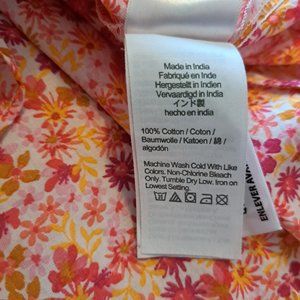 Made in India
Fabriqué en Inde
Hergestellt in Indien
Vervaardigd in India
インド製
hecho en india
100% Cotton / Coton /
Baumwolle / Katoen / 綿 /
algodón
Machine Wash Cold With Like
Colors. Non-Chlorine Bleach
Only. Tumble Dry Low. Iron on
Lowest Setting.
ENLEVER AVA